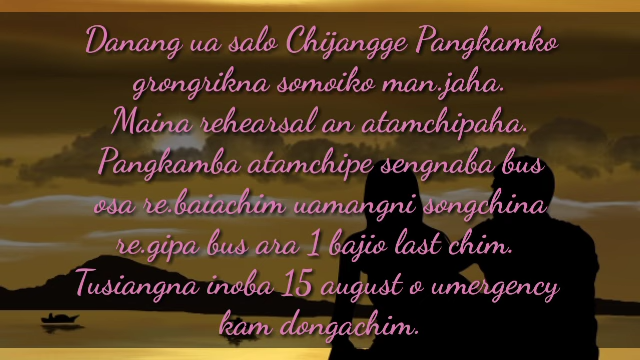 Danang ua salo Chijangge Pangkamko
grongrikna somoiko man.jaha.
Maina rehearsal an atamchipaha.
Pangkamba atamchipe sengnaba bus
osa re.baiachim uamangni songchina
re.gipa bus ara 1 bajio last chim.
Tusiangna inoba 15 august o umergency
kam dongachim.